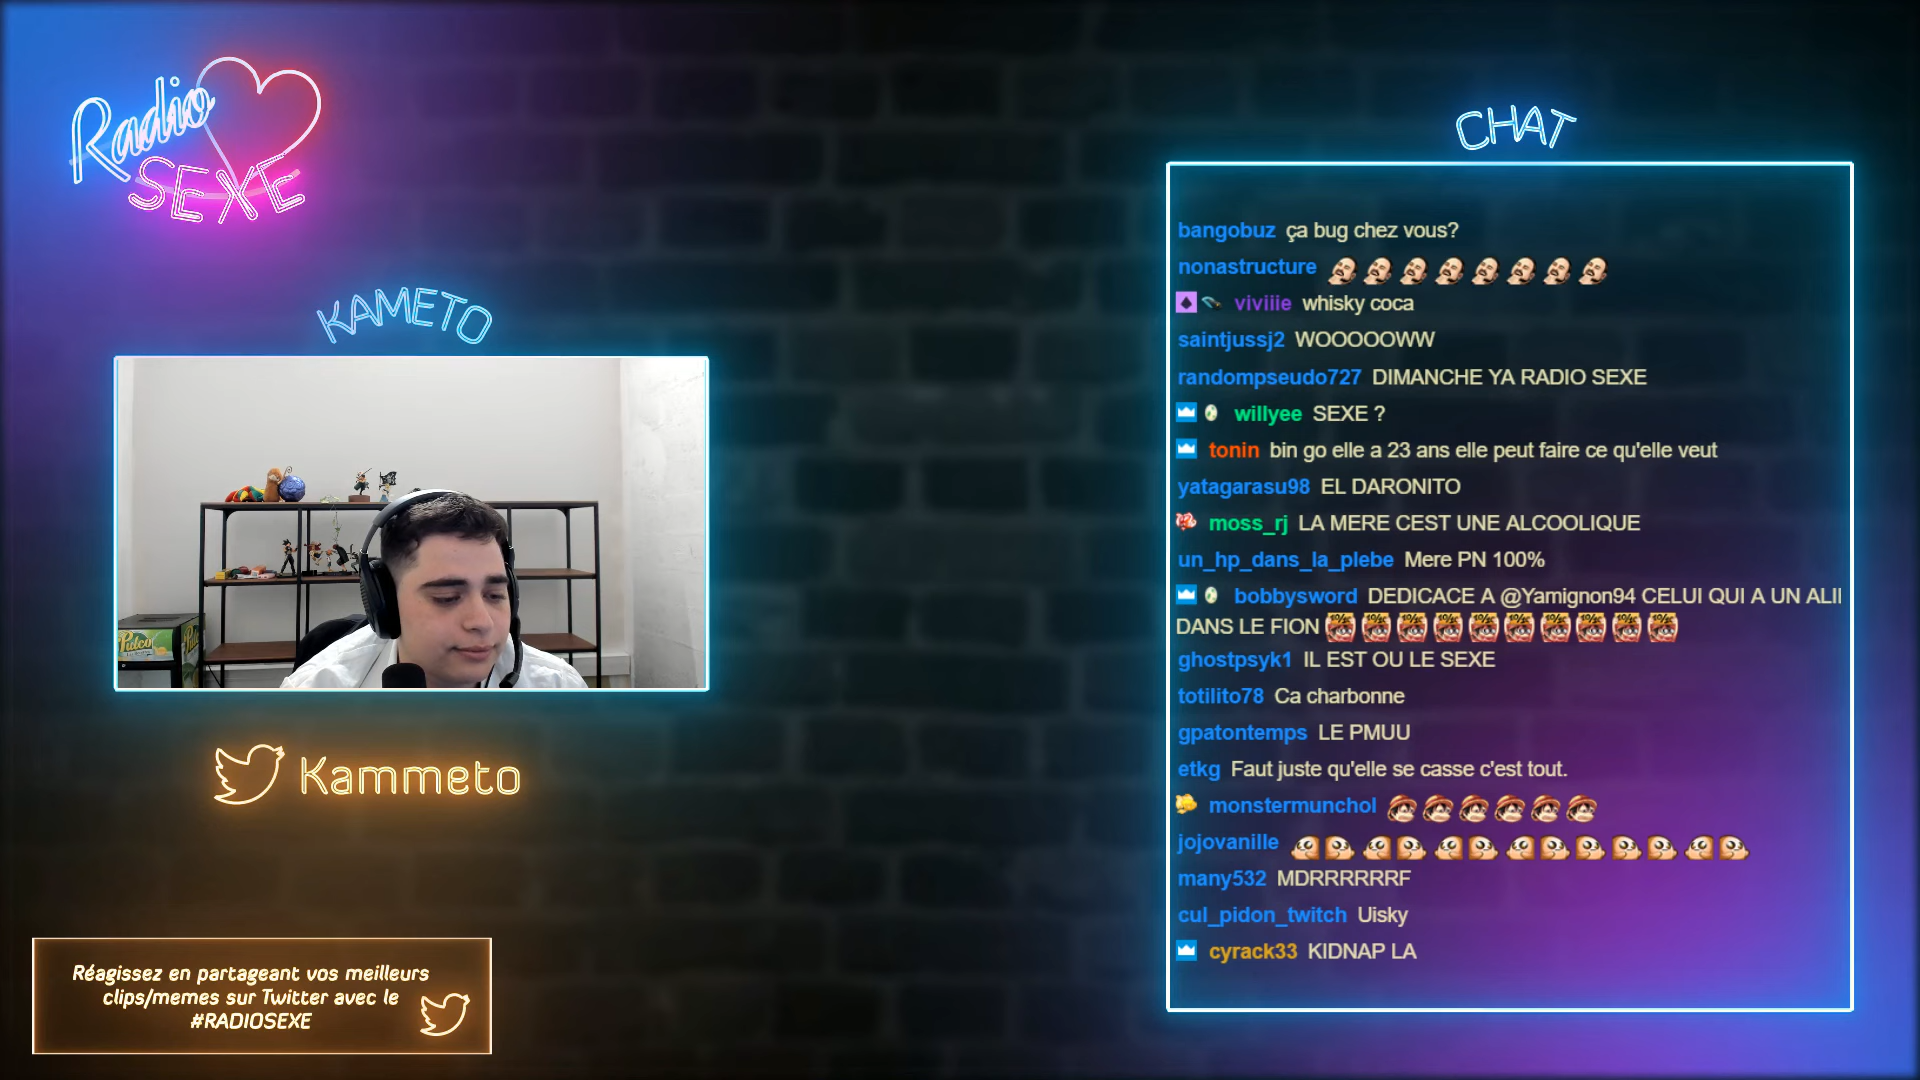 Radio
SEXE
KAMETO
Pulco
Kammeto
Réagissez en partageant vos meilleurs
clips/memes sur Twitter avec le
#RADIOSEXE
CHAT
bangobuz ça bug chez vous?
nonastructure
viviiie whisky coca
saintjussj2 WOOOOOWW
randompseudo727 DIMANCHE YA RADIO SEXE
willyee SEXE ?
tonin bin go elle a 23 ans elle peut faire ce qu'elle veut
yatagarasu98 EL DARONITO
moss_rj LA MERE CEST UNE ALCOOLIQUE
un_hp_dans_la_plebe Mere PN 100%
bobbysword DEDICACE A @Yamignon94 CELUI QUI A UN
DANS LE FION
ghostpsyk1 IL EST OU LE SEXE
totilito78 Ca charbonne
gpatontemps LE PMUU
etkg Faut juste qu'elle se casse c'est tout.
monstermunchol
jojovanille
many532 MDRRRRRRF
cul_pidon_twitch Uisky
cyrack33 KIDNAP LA